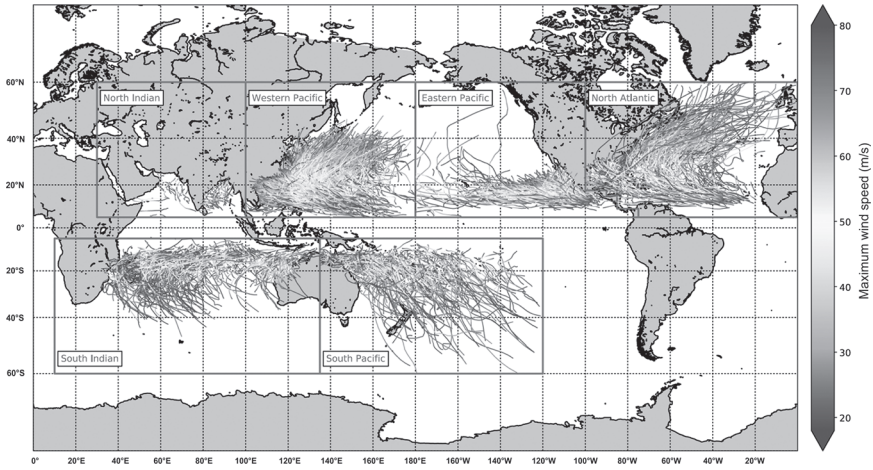 North Indian
Western Pacific
Eastern Pacific
North Atlantic
South Indian
South Pacific
60°N
40°N
20°N
0°
20°S
40°S
60°S
0°
20°E
40°E
60°E
80°E
100°E
120°E
140°E
160°E
180°
160°W
140°W
120°W
100°W
80°W
60°W
40°W
20°W
80
70
60
50
40
30
20
Maximum wind speed (m/s)